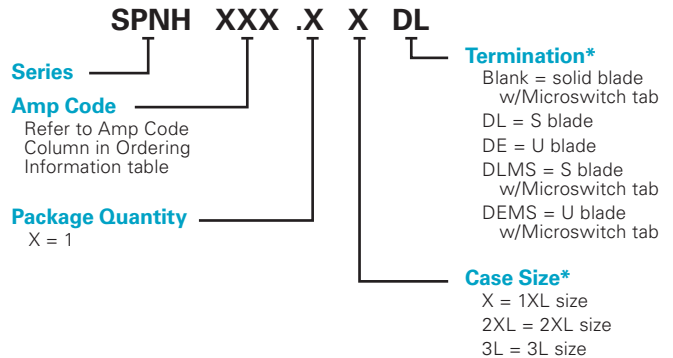 SPNH XXX .X X DL
Series
Amp Code
Refer to Amp Code
Column in Ordering
Information table
Package Quantity
X = 1
Termination*
Blank = solid blade
w/Microswitch tab
DL = S blade
DE = U blade
DLMS = S blade
w/Microswitch tab
DEMS = U blade
w/Microswitch tab
Case Size*
X = 1XL size
2XL = 2XL size
3L = 3L size